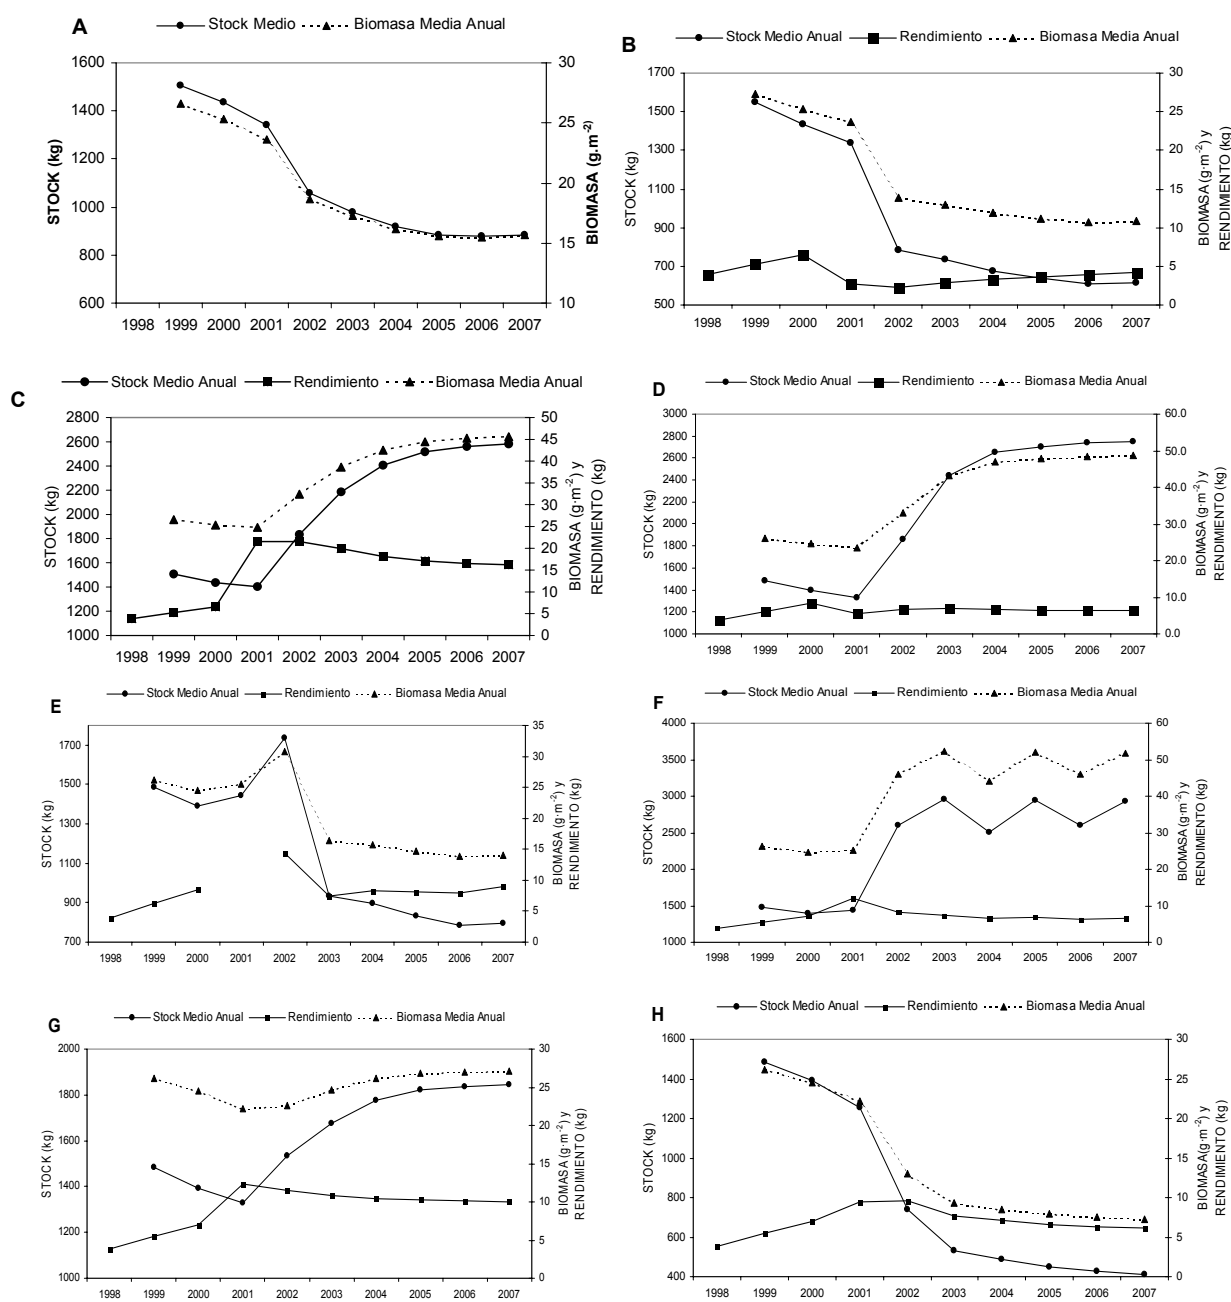 A
Stock Medio Biomasa Media Anual
STOCK (kg)
1600
1400
1200
1000
800
600
30
25
20
15
10
BIOMASA (g.m-2)
1998 1999 2000 2001 2002 2003 2004 2005 2006 2007
B
Stock Medio Anual Rendimiento Biomasa Media Anual
STOCK (kg)
1700
1500
1300
1100
900
700
500
30
25
20
15
10
5
0
BIOMASA (g·m-2) y
RENDIMIENTO (kg)
1998 1999 2000 2001 2002 2003 2004 2005 2006 2007
C
Stock Medio Anual Rendimiento Biomasa Media Anual
STOCK (kg)
2800
2600
2400
2200
2000
1800
1600
1400
1200
1000
50
45
40
35
30
25
20
15
10
5
0
BIOMASA (g·m-2) y
RENDIMIENTO (kg)
1998 1999 2000 2001 2002 2003 2004 2005 2006 2007
D
Stock Medio Anual Rendimiento Biomasa Media Anual
STOCK (kg)
3000
2800
2600
2400
2200
2000
1800
1600
1400
1200
1000
60.0
50.0
40.0
30.0
20.0
10.0
0.0
BIOMASA (g·m-2) y
RENDIMIENTO (kg)
1998 1999 2000 2001 2002 2003 2004 2005 2006 2007
E
Stock Medio Anual Rendimiento Biomasa Media Anual
STOCK (kg)
1700
1500
1300
1100
900
700
35
30
25
20
15
10
5
0
BIOMASA (g·m-2) y
RENDIMIENTO (kg)
1998 1999 2000 2001 2002 2003 2004 2005 2006 2007
F
Stock Medio Anual Rendimiento Biomasa Media Anual
STOCK (kg)
4000
3500
3000
2500
2000
1500
1000
60
50
40
30
20
10
0
BIOMASA (g·m-2) y
RENDIMIENTO (kg)
1998 1999 2000 2001 2002 2003 2004 2005 2006 2007
G
Stock Medio Anual Rendimiento Biomasa Media Anual
STOCK (kg)
2000
1800
1600
1400
1200
1000
30
25
20
15
10
5
0
BIOMASA (g·m-2) y
RENDIMIENTO (kg)
1998 1999 2000 2001 2002 2003 2004 2005 2006 2007
H
Stock Medio Anual Rendimiento Biomasa Media Anual
STOCK (kg)
1600
1400
1200
1000
800
600
400
30
25
20
15
10
5
0
BIOMASA(g·m-2) y
RENDIMIENTO (kg)
1998 1999 2000 2001 2002 2003 2004 2005 2006 2007